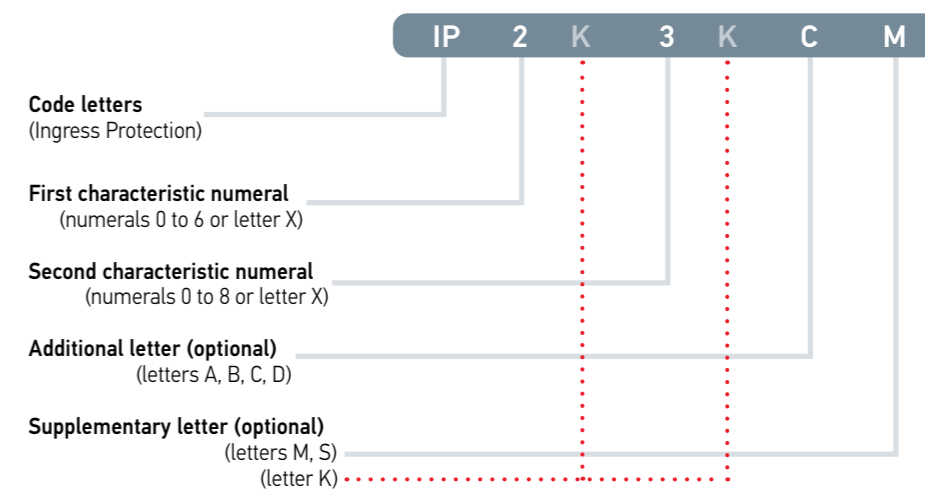 IP 2 K 3 K C M
Code letters
(Ingress Protection)
First characteristic numeral
(numerals 0 to 6 or letter X)
Second characteristic numeral
(numerals 0 to 8 or letter X)
Additional letter (optional)
(letters A, B, C, D)
Supplementary letter (optional)
(letters M, S)
(letter K)